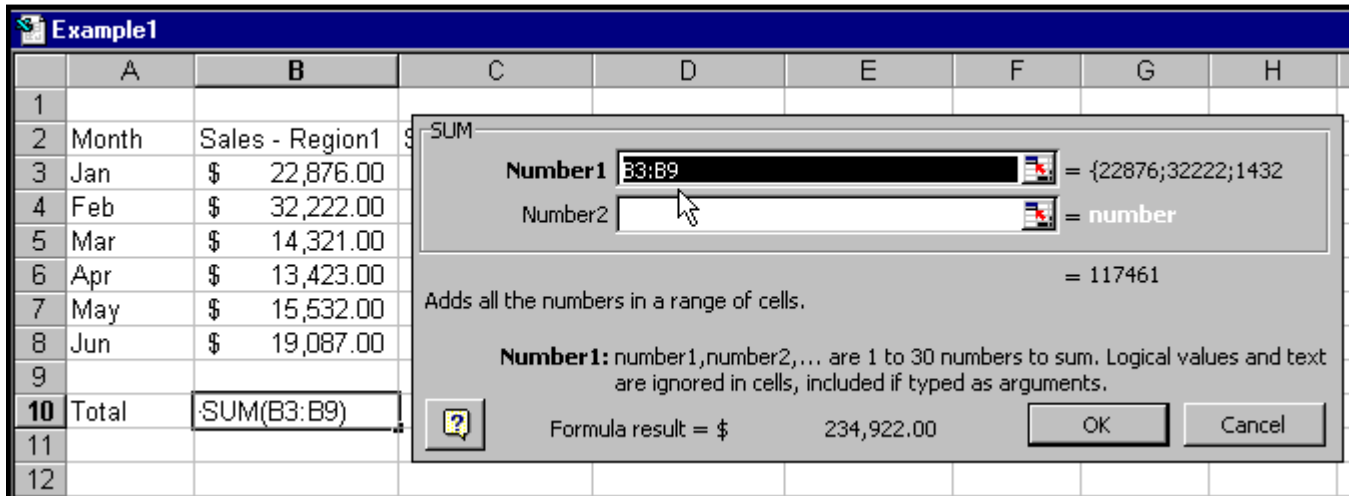 Example1
A B C D E F G H
1
2 Month Sales - Region1 S
3 Jan $ 22,876.00
4 Feb $ 32,222.00
5 Mar $ 14,321.00
6 Apr $ 13,423.00
7 May $ 15,532.00
8 Jun $ 19,087.00
9
10 Total -SUM(B3:B9)
11
12
SUM
Number1 B3:B9 = {22876;32222;1432
Number2 = number
= 117461
Adds all the numbers in a range of cells.
Number1: number1,number2,... are 1 to 30 numbers to sum. Logical values and text
are ignored in cells, included if typed as arguments.
? Formula result = $ 234,922.00 OK Cancel